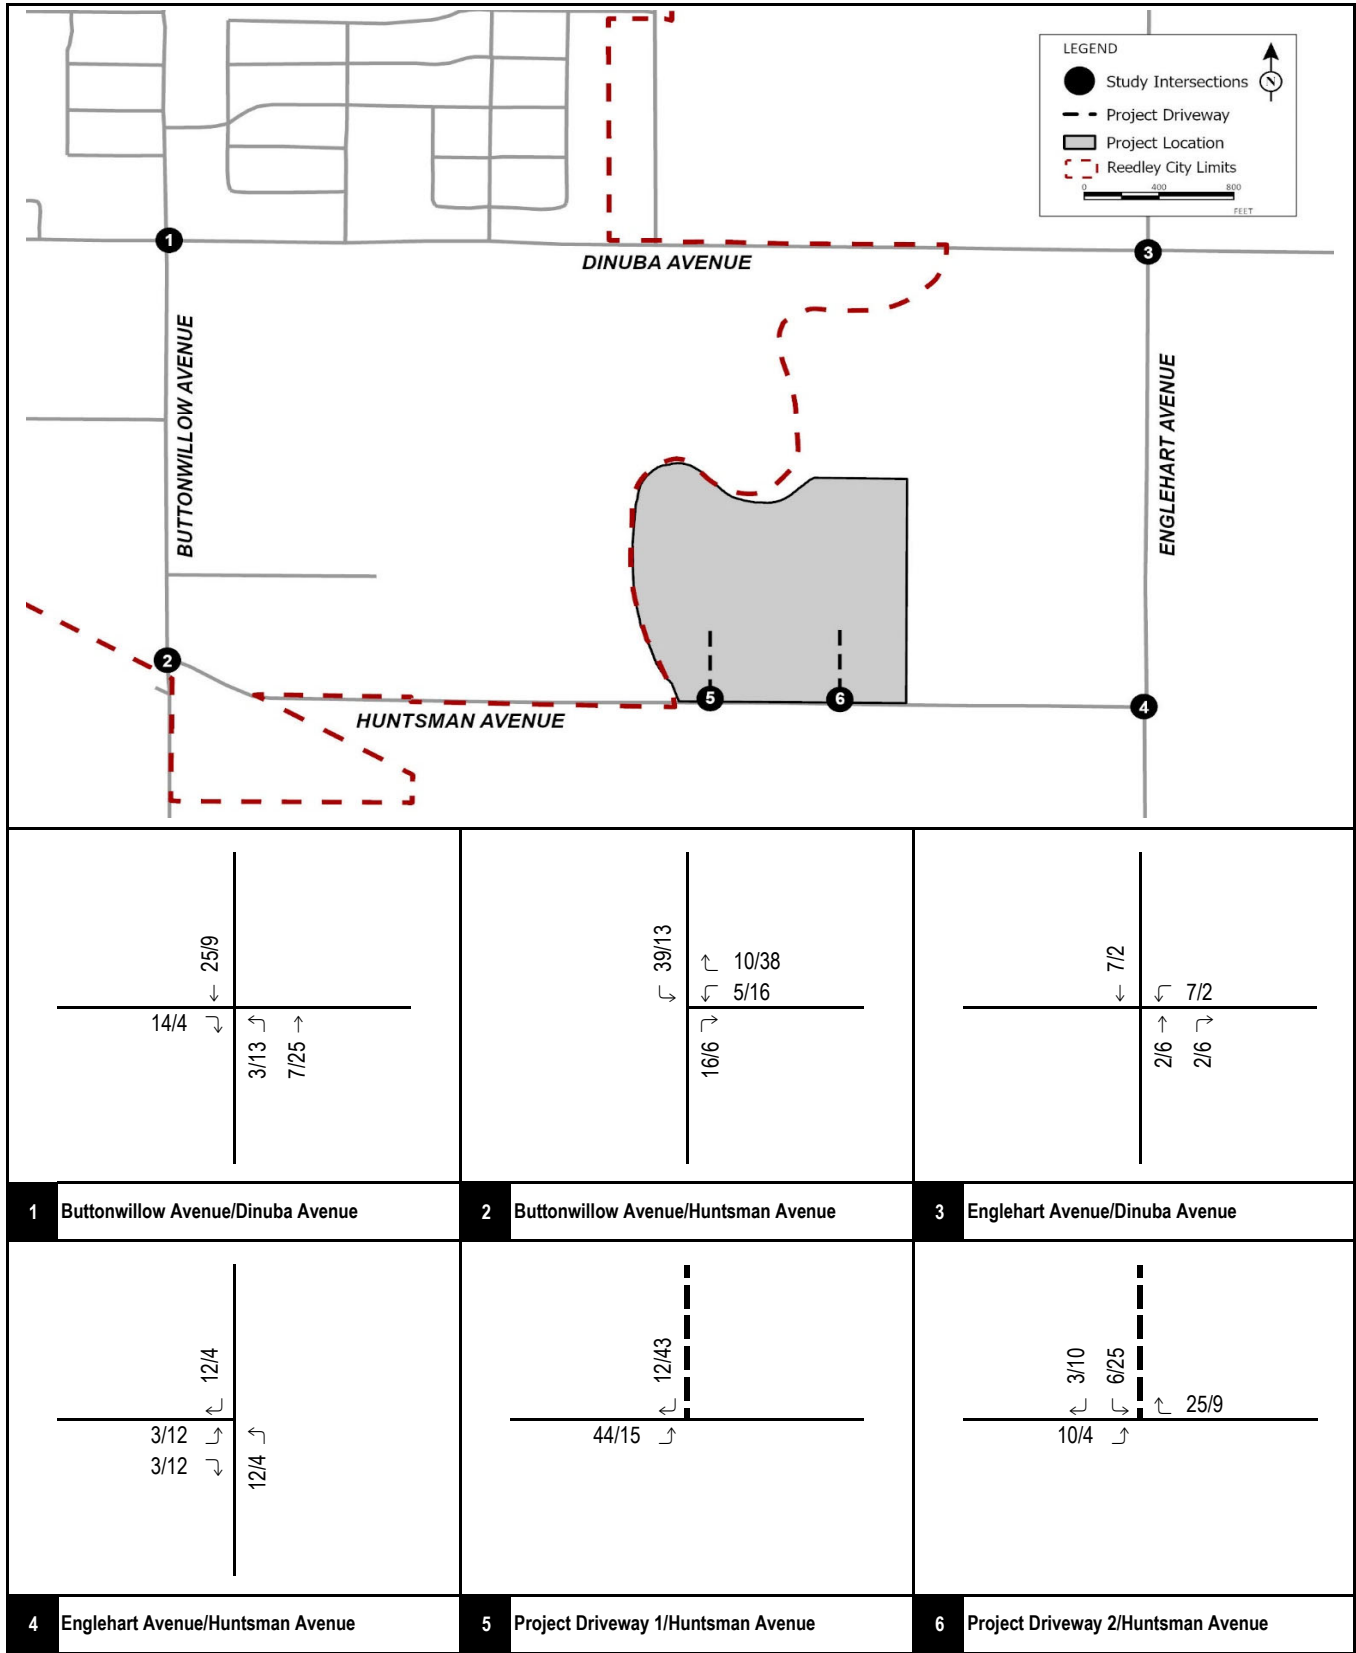 LEGEND
Study Intersections
N
Project Driveway
Project Location
Reedley City Limits
0 400 800
FEET
1
3
DINUBA AVENUE
BUTTONWILLOW AVENUE
ENGLEHART AVENUE
2
5
6
4
HUNTSMAN AVENUE
25/9
14/4
3/13
7/25
1 Buttonwillow Avenue/Dinuba Avenue
39/13
10/38
5/16
16/6
2 Buttonwillow Avenue/Huntsman Avenue
7/2
7/2
2/6
2/6
3 Englehart Avenue/Dinuba Avenue
12/4
3/12
3/12
12/4
4 Englehart Avenue/Huntsman Avenue
12/43
44/15
5 Project Driveway 1/Huntsman Avenue
3/10
6/25
25/9
10/4
6 Project Driveway 2/Huntsman Avenue